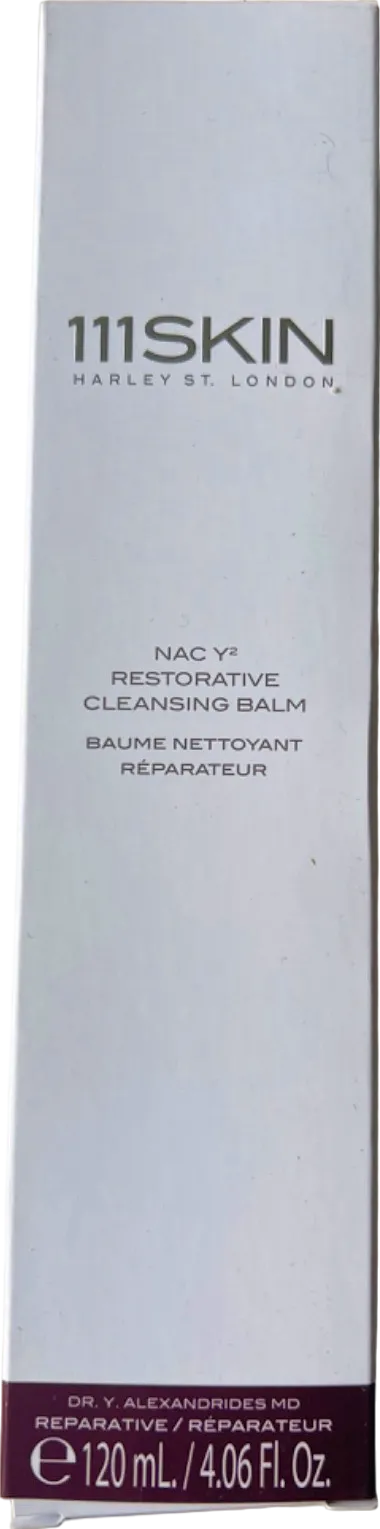 111SKIN
HARLEY ST. LONDON
NAC Y²
RESTORATIVE
CLEANSING BALM
BAUME NETTOYANT
RÉPARATEUR
DR. Y. ALEXANDRIDES MD
REPARATIVE / RÉPARATEUR
℮ 120 mL. / 4.06 Fl. Oz.